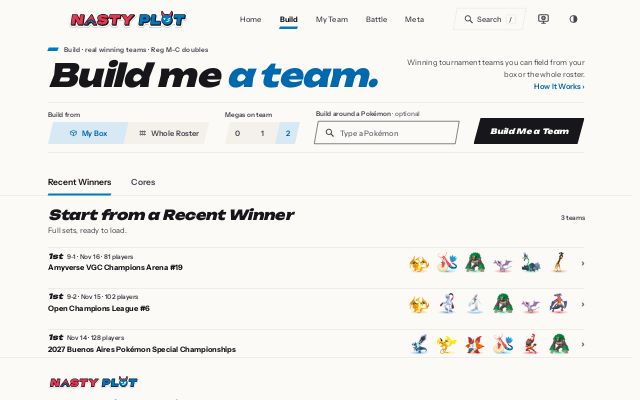 NASTY PLOT
Home Build My Team Battle Meta Search /
Build · real winning teams · Reg M-C doubles
Build me a team.
Winning tournament teams you can field from your
box or the whole roster.
How It Works ›
Build from
My Box Whole Roster
Megas on team
0 1 2
Build around a Pokémon · optional
Type a Pokémon
Build Me a Team
Recent Winners Cores
Start from a Recent Winner
3 teams
Full sets, ready to load.
1st 9-1 · Nov 16 · 81 players
Amyverse VGC Champions Arena #19
1st 9-2 · Nov 15 · 102 players
Open Champions League #6
1st Nov 14 · 128 players
2027 Buenos Aires Pokémon Special Championships
NASTY PLOT